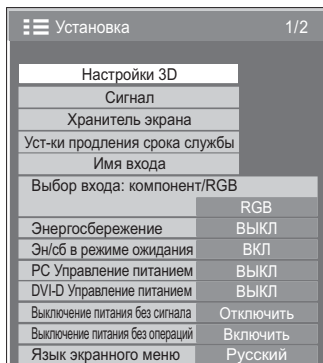 Установка 1/2
Настройки 3D
Сигнал
Хранитель экрана
Уст-ки продления срока службы
Имя входа
Выбор входа: компонент/RGB
RGB
Энергосбережение ВЫКЛ
Эн/сб в режиме ожидания ВКЛ
PC Управление питанием ВЫКЛ
DVI-D Управление питанием ВЫКЛ
Выключение питания без сигнала Отключить
Выключение питания без операций Включить
Язык экранного меню Русский